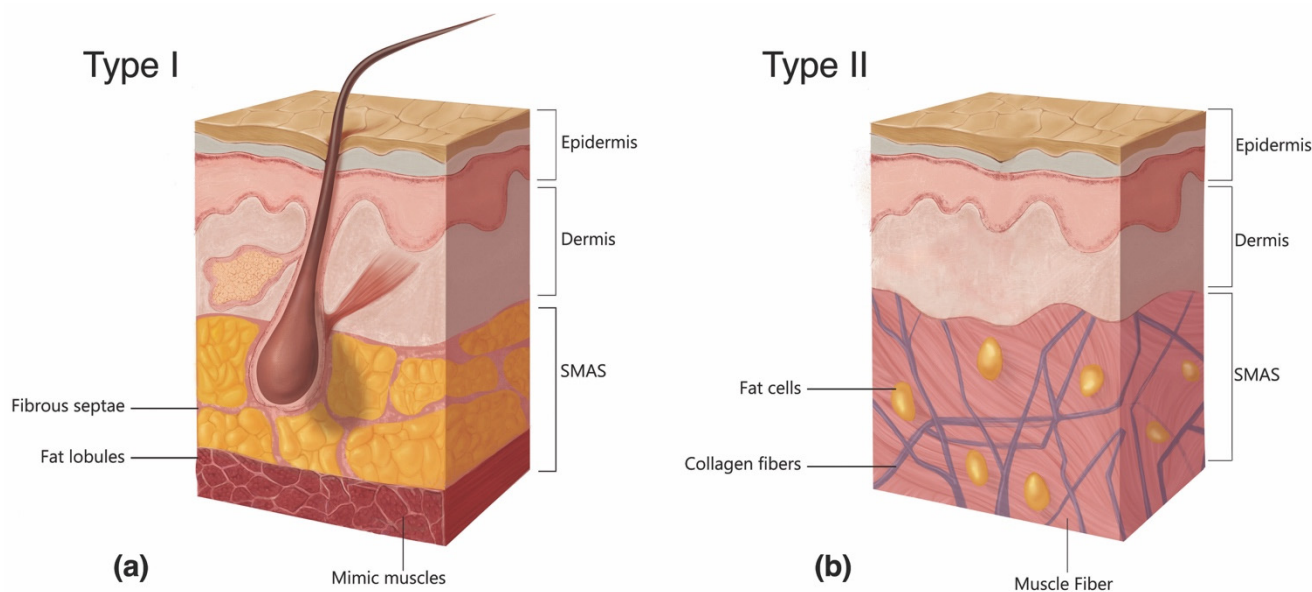 Type I
Epidermis
Dermis
SMAS
Fibrous septae
Fat lobules
Mimic muscles
(a)
Type II
Epidermis
Dermis
SMAS
Fat cells
Collagen fibers
Muscle Fiber
(b)